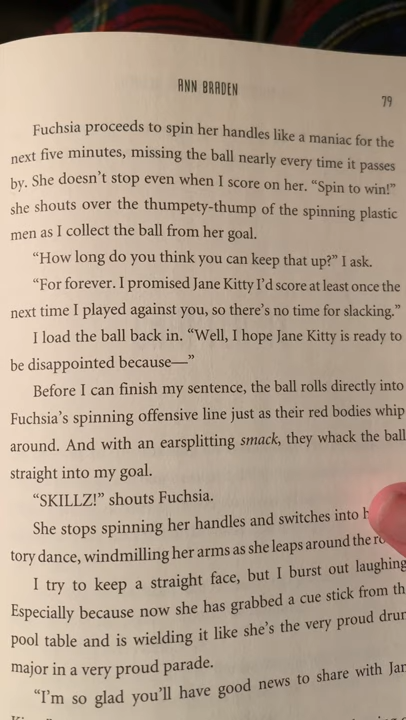 ANN BRADEN
79
Fuchsia proceeds to spin her handles like a maniac for the
next five minutes, missing the ball nearly every time it passes
by. She doesn't stop even when I score on her. "Spin to win!"
she shouts over the thumpety-thump of the spinning plastic
men as I collect the ball from her goal.
"How long do you think you can keep that up?" I ask.
"For forever. I promised Jane Kitty I'd score at least once the
next time I played against you, so there's no time for slacking."
I load the ball back in. "Well, I hope Jane Kitty is ready to
be disappointed because—"
Before I can finish my sentence, the ball rolls directly into
Fuchsia's spinning offensive line just as their red bodies whip
around. And with an earsplitting smack, they whack the ball
straight into my goal.
"SKILLZ!" shouts Fuchsia.
She stops spinning her handles and switches into
tory dance, windmilling her arms as she leaps around the
I try to keep a straight face, but I burst out laughing
Especially because now she has grabbed a cue stick from th
pool table and is wielding it like she's the very proud drum
major in a very proud parade.
"I'm so glad you'll have good news to share with Jan